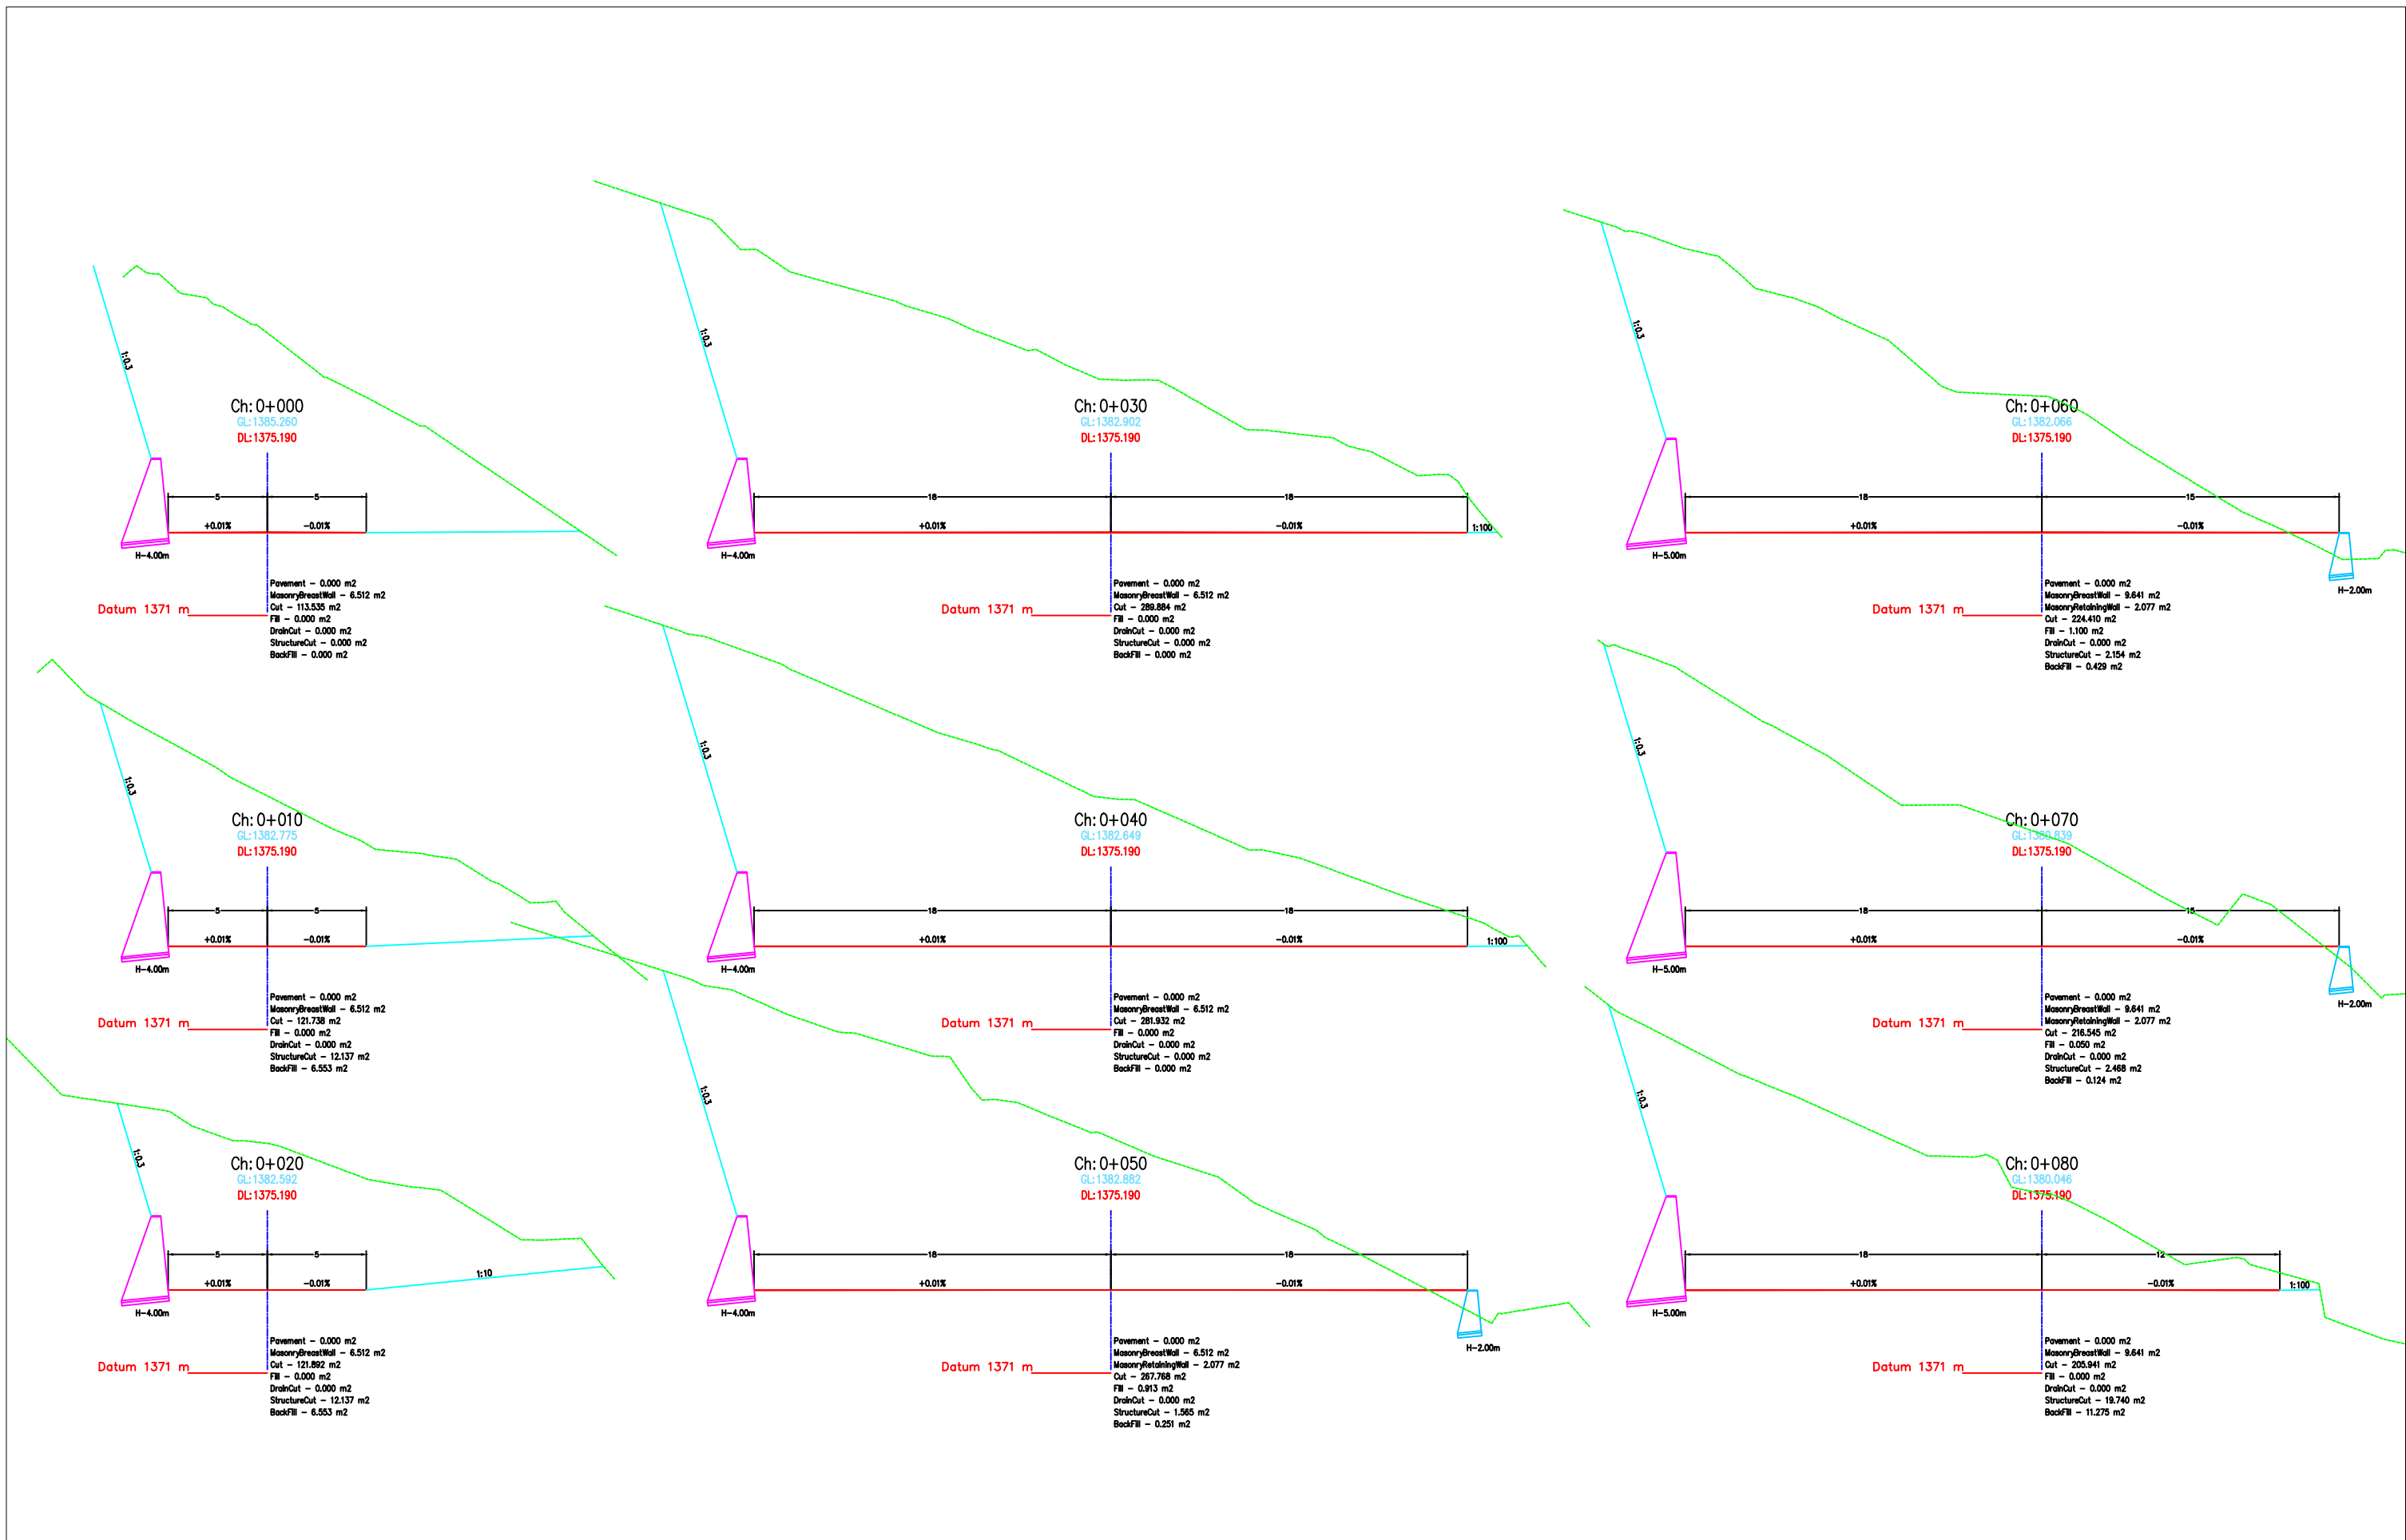 1:0.3
Ch: 0+000
GL:1385.260
DL:1375.190
5
5
+0.01%
-0.01%
H-4.00m
Datum 1371 m
Pavement - 0.000 m2
MasonryBreastWall - 6.512 m2
Cut - 113.535 m2
Fill - 0.000 m2
DrainCut - 0.000 m2
StructureCut - 0.000 m2
BackFill - 0.000 m2
1:0.3
Ch: 0+030
GL:1382.902
DL:1375.190
18
18
+0.01%
-0.01%
1:100
H-4.00m
Datum 1371 m
Pavement - 0.000 m2
MasonryBreastWall - 6.512 m2
Cut - 289.884 m2
Fill - 0.000 m2
DrainCut - 0.000 m2
StructureCut - 0.000 m2
BackFill - 0.000 m2
1:0.3
Ch: 0+060
GL:1382.066
DL:1375.190
18
15
+0.01%
-0.01%
H-5.00m
H-2.00m
Datum 1371 m
Pavement - 0.000 m2
MasonryBreastWall - 9.641 m2
MasonryRetainingWall - 2.077 m2
Cut - 224.410 m2
Fill - 1.100 m2
DrainCut - 0.000 m2
StructureCut - 2.154 m2
BackFill - 0.429 m2
1:0.3
Ch: 0+010
GL:1382.775
DL:1375.190
5
5
+0.01%
-0.01%
H-4.00m
Datum 1371 m
Pavement - 0.000 m2
MasonryBreastWall - 6.512 m2
Cut - 121.738 m2
Fill - 0.000 m2
DrainCut - 0.000 m2
StructureCut - 12.137 m2
BackFill - 6.553 m2
1:0.3
Ch: 0+040
GL:1382.649
DL:1375.190
18
18
+0.01%
-0.01%
1:100
H-4.00m
Datum 1371 m
Pavement - 0.000 m2
MasonryBreastWall - 6.512 m2
Cut - 281.932 m2
Fill - 0.000 m2
DrainCut - 0.000 m2
StructureCut - 0.000 m2
BackFill - 0.000 m2
1:0.3
Ch: 0+070
GL:1380.839
DL:1375.190
18
15
+0.01%
-0.01%
H-5.00m
H-2.00m
Datum 1371 m
Pavement - 0.000 m2
MasonryBreastWall - 9.641 m2
MasonryRetainingWall - 2.077 m2
Cut - 216.545 m2
Fill - 0.050 m2
DrainCut - 0.000 m2
StructureCut - 2.468 m2
BackFill - 0.124 m2
1:0.3
Ch: 0+020
GL:1382.592
DL:1375.190
5
5
+0.01%
-0.01%
1:10
H-4.00m
Datum 1371 m
Pavement - 0.000 m2
MasonryBreastWall - 6.512 m2
Cut - 121.892 m2
Fill - 0.000 m2
DrainCut - 0.000 m2
StructureCut - 12.137 m2
BackFill - 6.553 m2
1:0.3
Ch: 0+050
GL:1382.882
DL:1375.190
18
18
+0.01%
-0.01%
H-4.00m
H-2.00m
Datum 1371 m
Pavement - 0.000 m2
MasonryBreastWall - 6.512 m2
MasonryRetainingWall - 2.077 m2
Cut - 267.768 m2
Fill - 0.913 m2
DrainCut - 0.000 m2
StructureCut - 1.565 m2
BackFill - 0.251 m2
1:0.3
Ch: 0+080
GL:1380.046
DL:1375.190
18
12
+0.01%
-0.01%
1:100
H-5.00m
Datum 1371 m
Pavement - 0.000 m2
MasonryBreastWall - 9.641 m2
Cut - 205.941 m2
Fill - 0.000 m2
DrainCut - 0.000 m2
StructureCut - 19.740 m2
BackFill - 11.275 m2